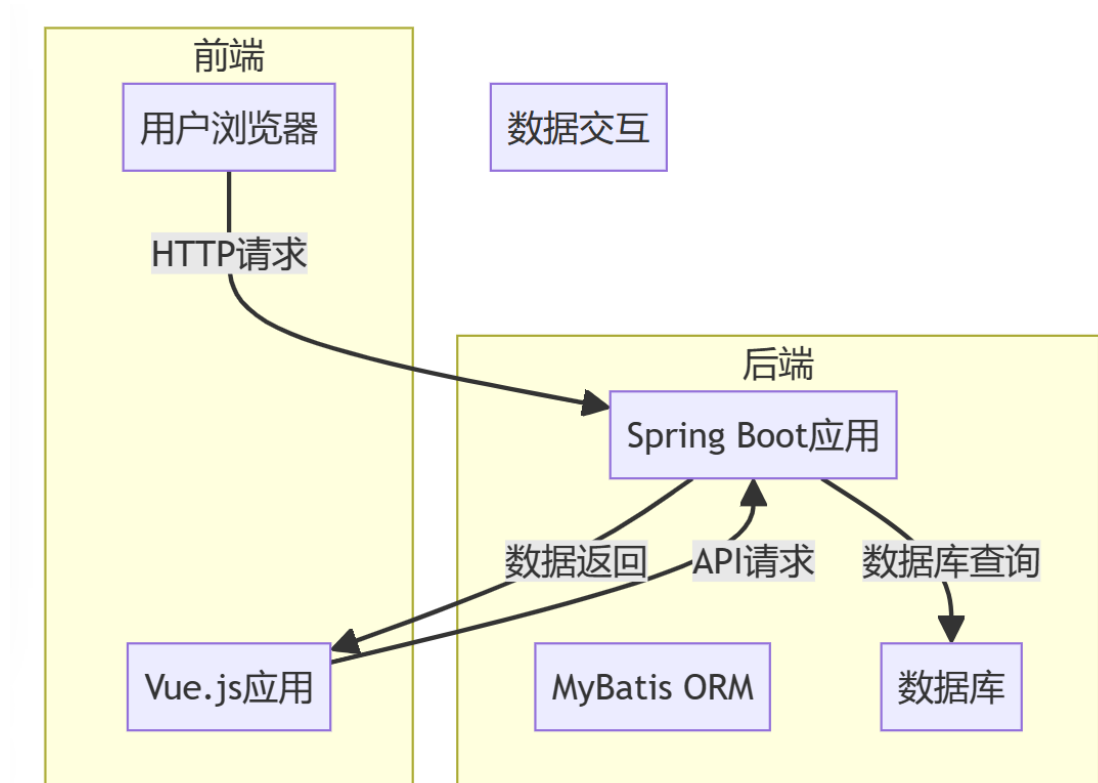 前端
用户浏览器
数据交互
HTTP请求
后端
Spring Boot应用
数据返回
API请求
数据库查询
Vue.js应用
MyBatis ORM
数据库